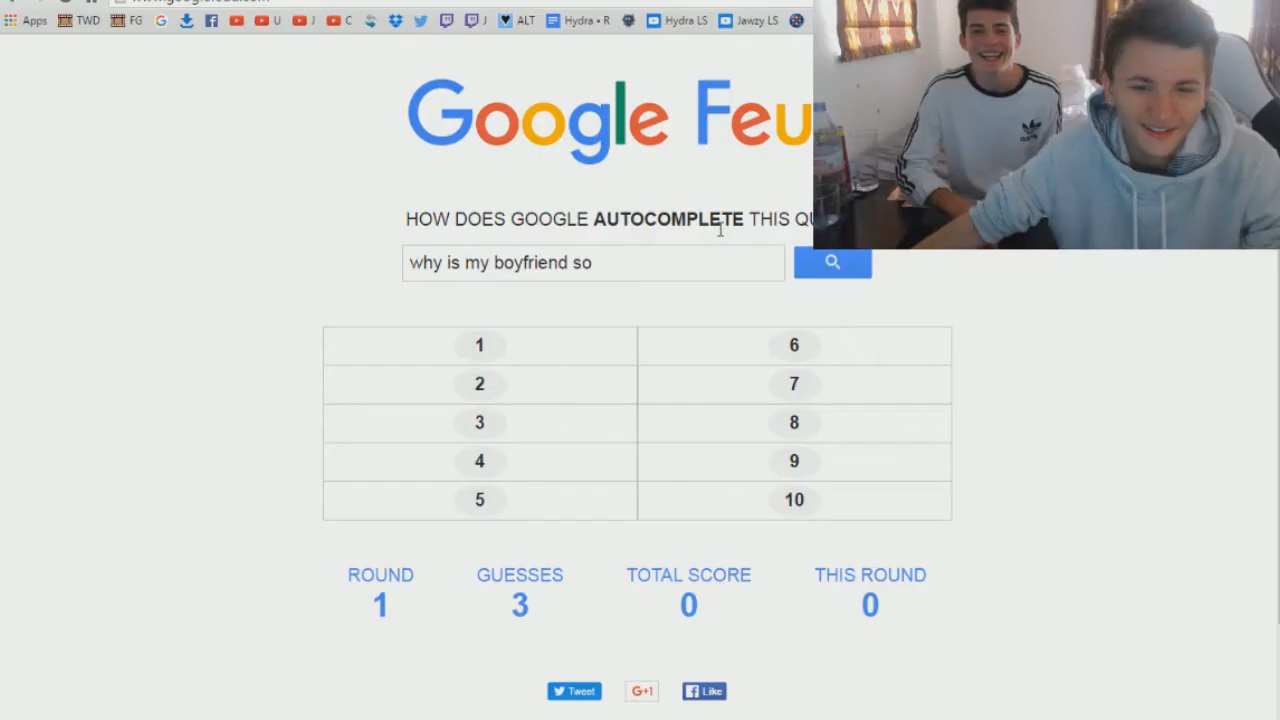 Apps TWD FG U J C J ALT Hydra • R Hydra LS Jawzy LS
Google Feu
HOW DOES GOOGLE AUTOCOMPLETE THIS QU
why is my boyfriend so
1 6
2 7
3 8
4 9
5 10
ROUND GUESSES TOTAL SCORE THIS ROUND
1 3 0 0
Tweet G+1 Like